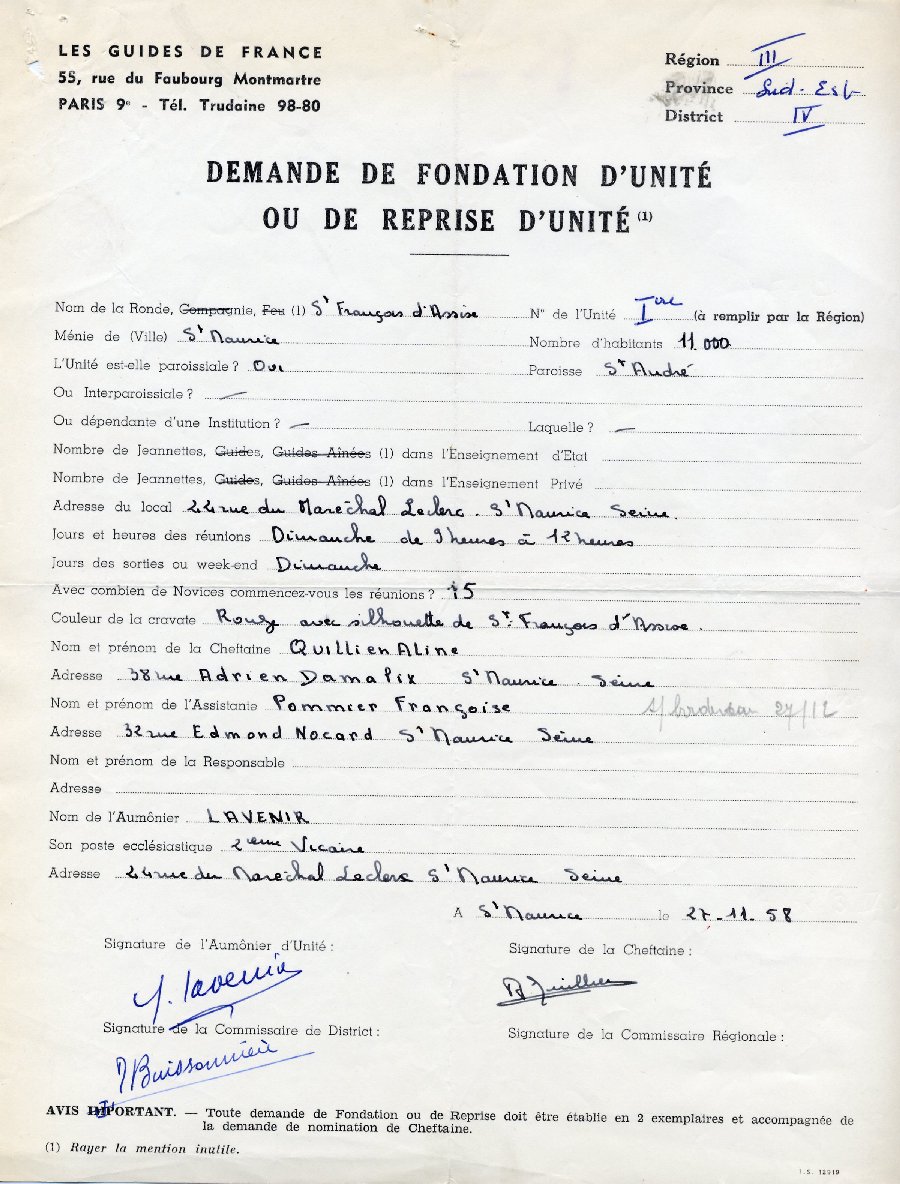 LES GUIDES DE FRANCE
55, rue du Faubourg Montmartre
PARIS 9e - Tél. Trudaine 98-80
Région III
Province Sud-Est
District IV
DEMANDE DE FONDATION D'UNITÉ
OU DE REPRISE D'UNITÉ (1)
Nom de la Ronde, Compagnie, Feu (1) St François d'Assise N° de l'Unité Iere (à remplir par la Région)
Ménie de (Ville) St Maurice Nombre d'habitants 11.000
L'Unité est-elle paroissiale ? Oui Paroisse St André
Ou Interparoissiale ? —
Ou dépendante d'une Institution ? — Laquelle ? —
Nombre de Jeannettes, Guides, Guides Aînées (1) dans l'Enseignement d'Etat
Nombre de Jeannettes, Guides, Guides Aînées (1) dans l'Enseignement Privé
Adresse du local 24 rue du Maréchal Leclerc. St Maurice Seine.
Jours et heures des réunions Dimanche de 9 heures à 12 heures
Jours des sorties ou week-end Dimanche
Avec combien de Novices commencez-vous les réunions ? 15
Couleur de la cravate Rouge avec silhouette de St François d'Assise.
Nom et prénom de la Cheftaine Quillien Aline
Adresse 38 rue Adrien Damalix St Maurice Seine
Nom et prénom de l'Assistante Pommier Françoise 27/12
Adresse 32 rue Edmond Nocard St Maurice Seine
Nom et prénom de la Responsable
Adresse
Nom de l'Aumônier LAVENIR
Son poste ecclésiastique 2eme Vicaire
Adresse 24 rue du Maréchal Leclerc St Maurice Seine
A St Maurice le 27-11-58
Signature de l'Aumônier d'Unité :
Signature de la Cheftaine :
Y. Lavenir
A Quillien
Signature de la Commissaire de District :
Signature de la Commissaire Régionale :
Buissonnière
AVIS IMPORTANT. — Toute demande de Fondation ou de Reprise doit être établie en 2 exemplaires et accompagnée de
la demande de nomination de Cheftaine.
(1) Rayer la mention inutile.
I.S. 12919